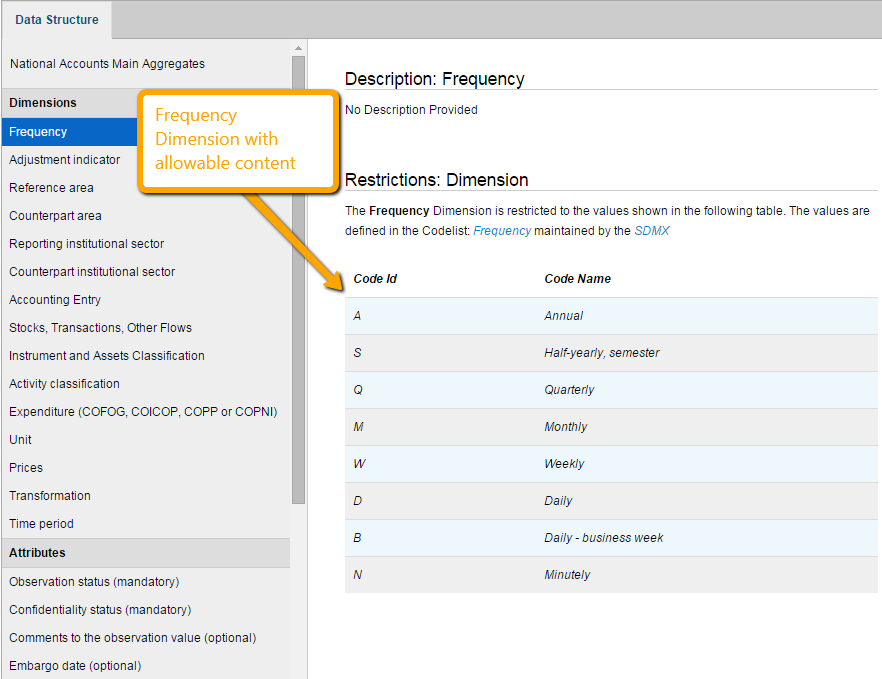 Data Structure
National Accounts Main Aggregates
Dimensions
Frequency
Adjustment indicator
Reference area
Counterpart area
Reporting institutional sector
Counterpart institutional sector
Accounting Entry
Stocks, Transactions, Other Flows
Instrument and Assets Classification
Activity classification
Expenditure (COFOG, COICOP, COPP or COPNI)
Unit
Prices
Transformation
Time period
Attributes
Observation status (mandatory)
Confidentiality status (mandatory)
Comments to the observation value (optional)
Embargo date (optional)
Frequency
Dimension with
allowable content
Description: Frequency
No Description Provided
Restrictions: Dimension
The Frequency Dimension is restricted to the values shown in the following table. The values are
defined in the Codelist: Frequency maintained by the SDMX
Code Id Code Name
A Annual
S Half-yearly, semester
Q Quarterly
M Monthly
W Weekly
D Daily
B Daily - business week
N Minutely